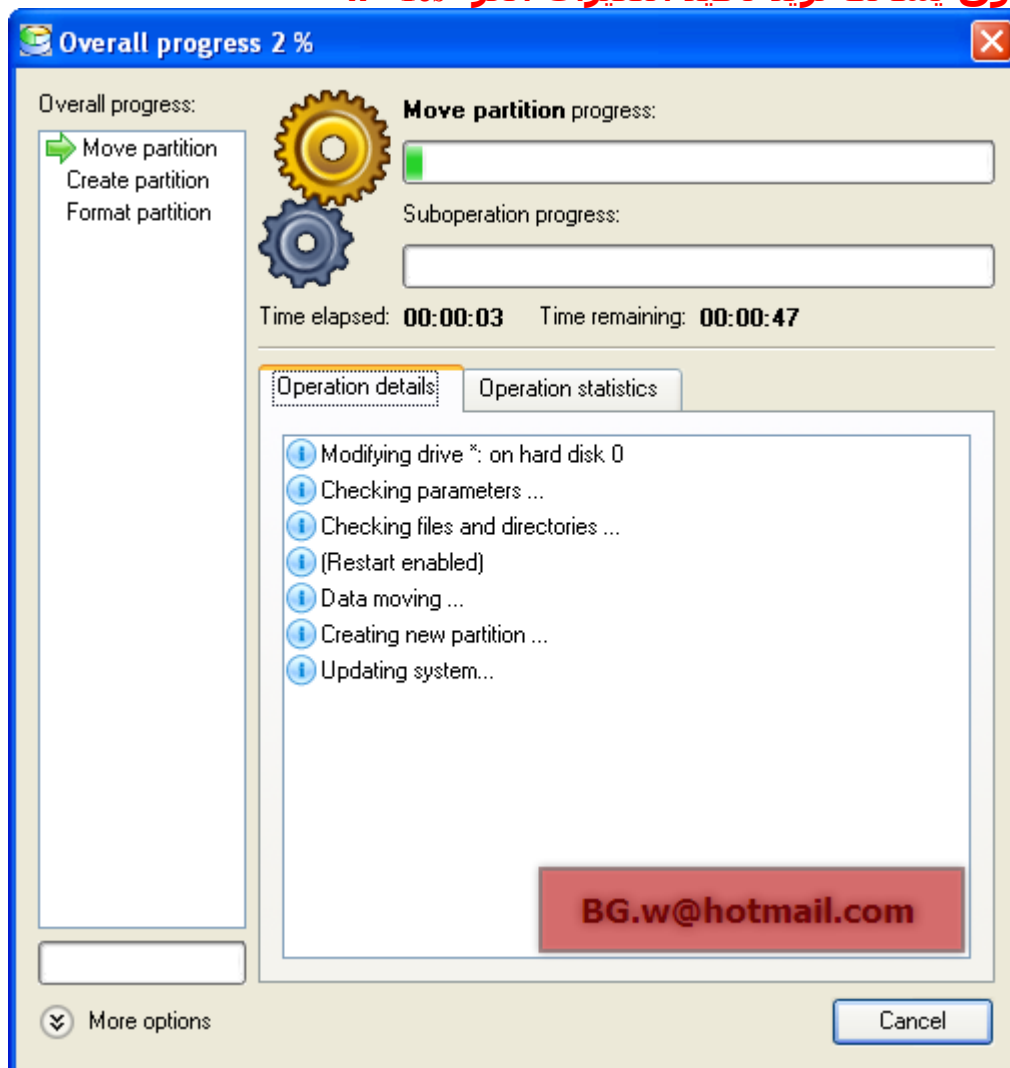 Overall progress 2 %
Overall progress:
Move partition
Create partition
Format partition
Move partition progress:
Suboperation progress:
Time elapsed: 00:00:03 Time remaining: 00:00:47
Operation details Operation statistics
Modifying drive *: on hard disk 0
Checking parameters ...
Checking files and directories ...
(Restart enabled)
Data moving ...
Creating new partition ...
Updating system...
BG.w@hotmail.com
More options
Cancel